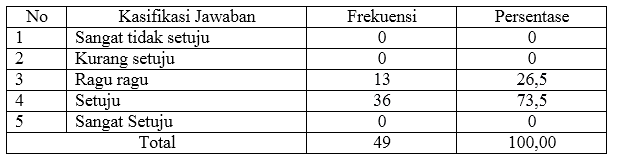 No Kasifikasi Jawaban Frekuensi Persentase
1 Sangat tidak setuju 0 0
2 Kurang setuju 0 0
3 Ragu ragu 13 26,5
4 Setuju 36 73,5
5 Sangat Setuju 0 0
Total 49 100,00